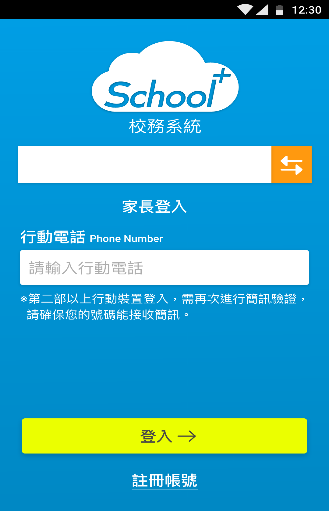 12:30
School+
校務系統
家長登入
行動電話 Phone Number
請輸入行動電話
※第二部以上行動裝置登入，需再次進行簡訊驗證，
請確保您的號碼能接收簡訊。
登入 →
註冊帳號